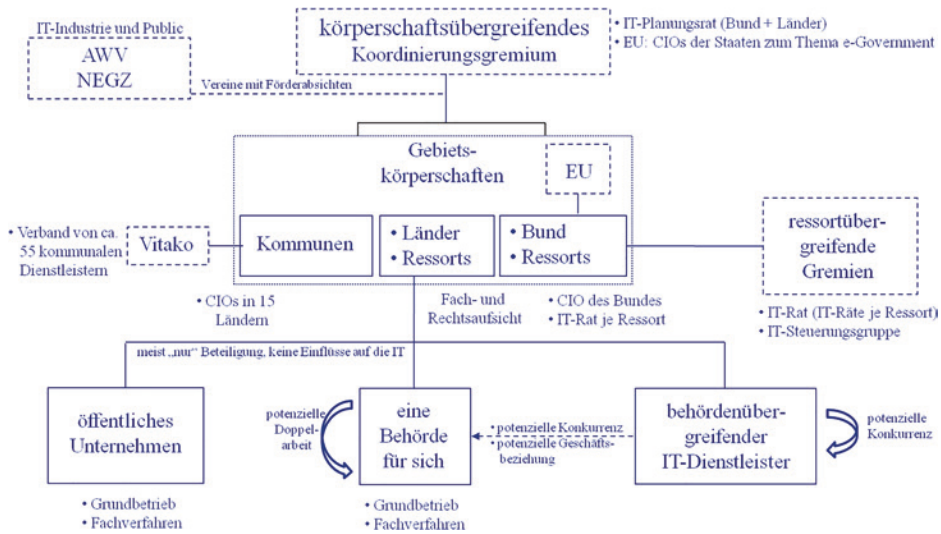 IT-Industrie und Public
AWV
NEGZ
Vereine mit Förderabsichten
körperschaftsübergreifendes
Koordinierungsgremium
• IT-Planungsrat (Bund + Länder)
• EU: CIOs der Staaten zum Thema e-Government
Gebiets-
körperschaften
EU
• Verband von ca.
55 kommunalen
Dienstleistern
Vitako
Kommunen
• Länder
• Ressorts
• Bund
• Ressorts
ressortüber-
greifende
Gremien
• CIOs in 15
Ländern
Fach- und
Rechtsaufsicht
• CIO des Bundes
• IT-Rat je Ressort
• IT-Rat (IT-Räte je Ressort)
• IT-Steuerungsgruppe
meist „nur“ Beteiligung, keine Einflüsse auf die IT
öffentliches
Unternehmen
potenzielle
Doppel-
arbeit
eine
Behörde
für sich
• potenzielle Konkurrenz
• potenzielle Geschäfts-
beziehung
behördenüber-
greifender
IT-Dienstleister
potenzielle
Konkurrenz
• Grundbetrieb
• Fachverfahren
• Grundbetrieb
• Fachverfahren